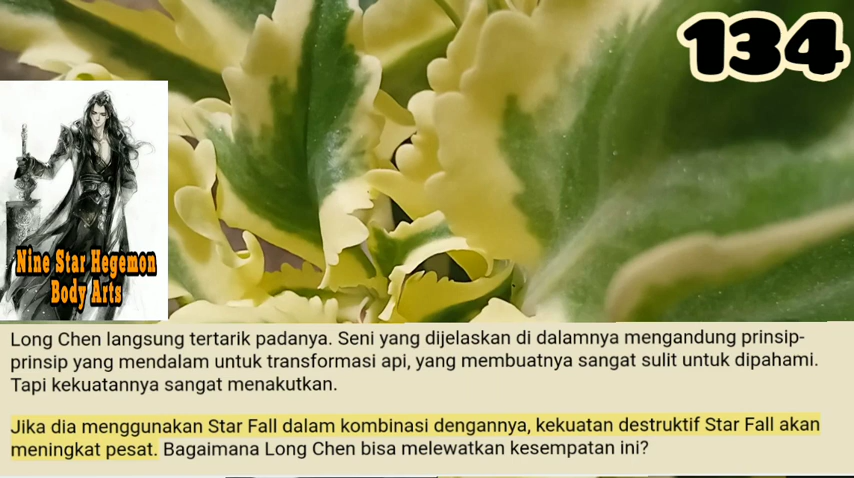 134
Nine Star Hegemon
Body Arts
Long Chen langsung tertarik padanya. Seni yang dijelaskan di dalamnya mengandung prinsip-
prinsip yang mendalam untuk transformasi api, yang membuatnya sangat sulit untuk dipahami.
Tapi kekuatannya sangat menakutkan.
Jika dia menggunakan Star Fall dalam kombinasi dengannya, kekuatan destruktif Star Fall akan
meningkat pesat. Bagaimana Long Chen bisa melewatkan kesempatan ini?